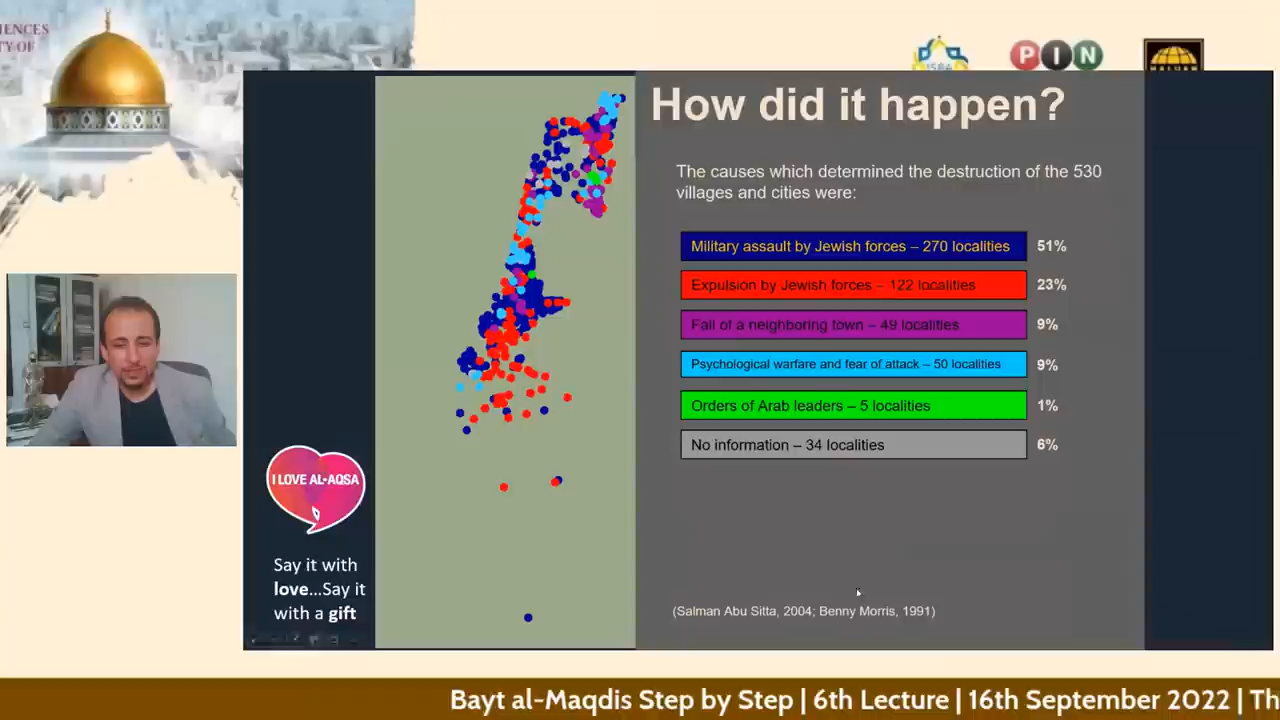 TY OF
PIN
How did it happen?
The causes which determined the destruction of the 530
villages and cities were:
Military assault by Jewish forces – 270 localities 51%
Expulsion by Jewish forces – 122 localities 23%
Fall of a neighboring town – 49 localities 9%
Psychological warfare and fear of attack – 50 localities 9%
Orders of Arab leaders – 5 localities 1%
No information – 34 localities 6%
(Salman Abu Sitta, 2004; Benny Morris, 1991)
I LOVE AL-AQSA
Say it with
love...Say it
with a gift
Bayt al-Maqdis Step by Step | 6th Lecture | 16th September 2022 | Th